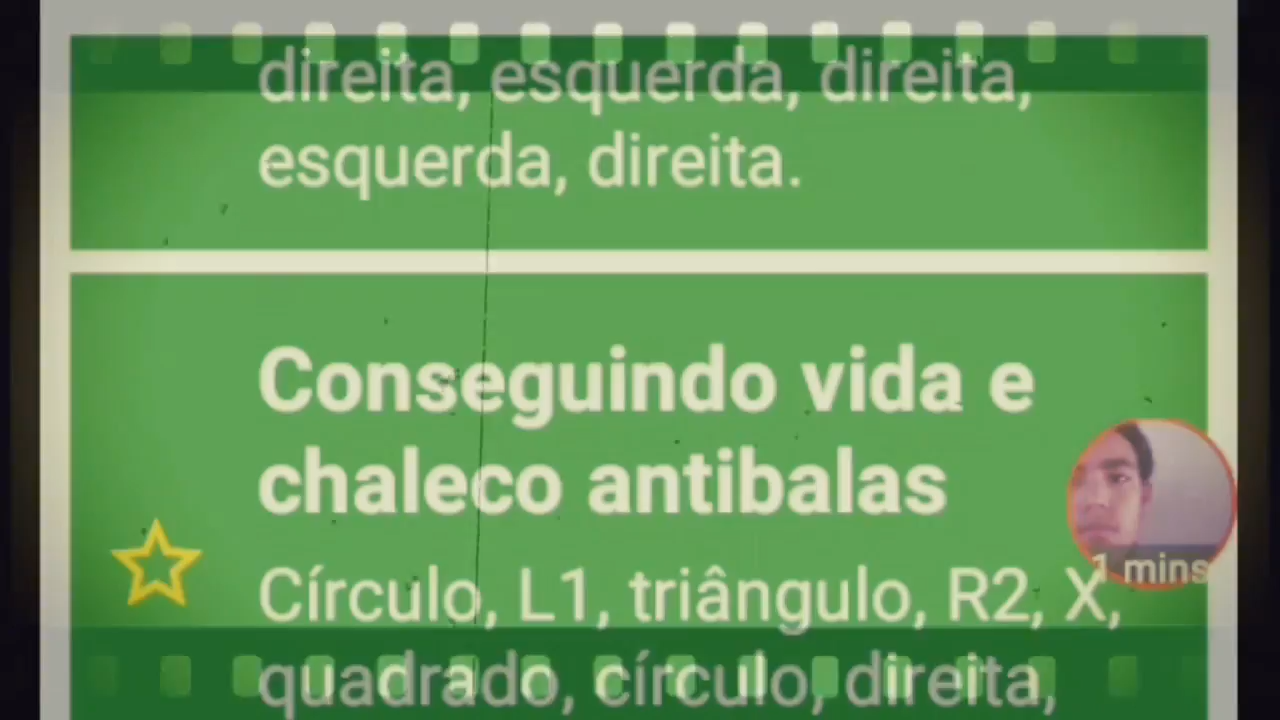 direita, esquerda, direita,
esquerda, direita.
Conseguindo vida e
chaleco antibalas
Círculo, L1, triângulo, R2, X,
1 mins
quadrado, círculo, direita,